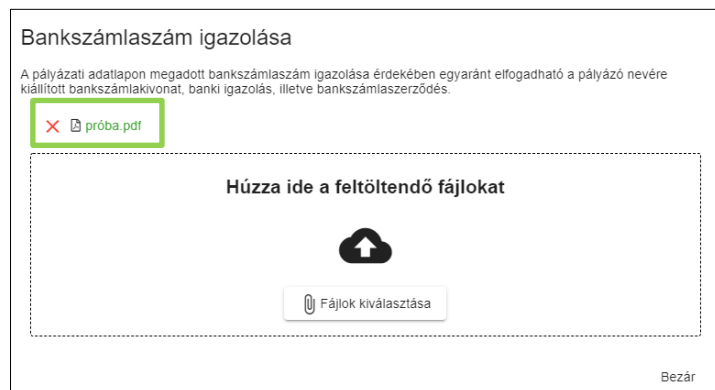 Bankszámlaszám igazolása
A pályázati adatlapon megadott bankszámlaszám igazolása érdekében egyaránt elfogadható a pályázó nevére
kiállított bankszámlakivonat, banki igazolás, illetve bankszámlaszerződés.
próba.pdf
Húzza ide a feltöltendő fájlokat
Fájlok kiválasztása
Bezár